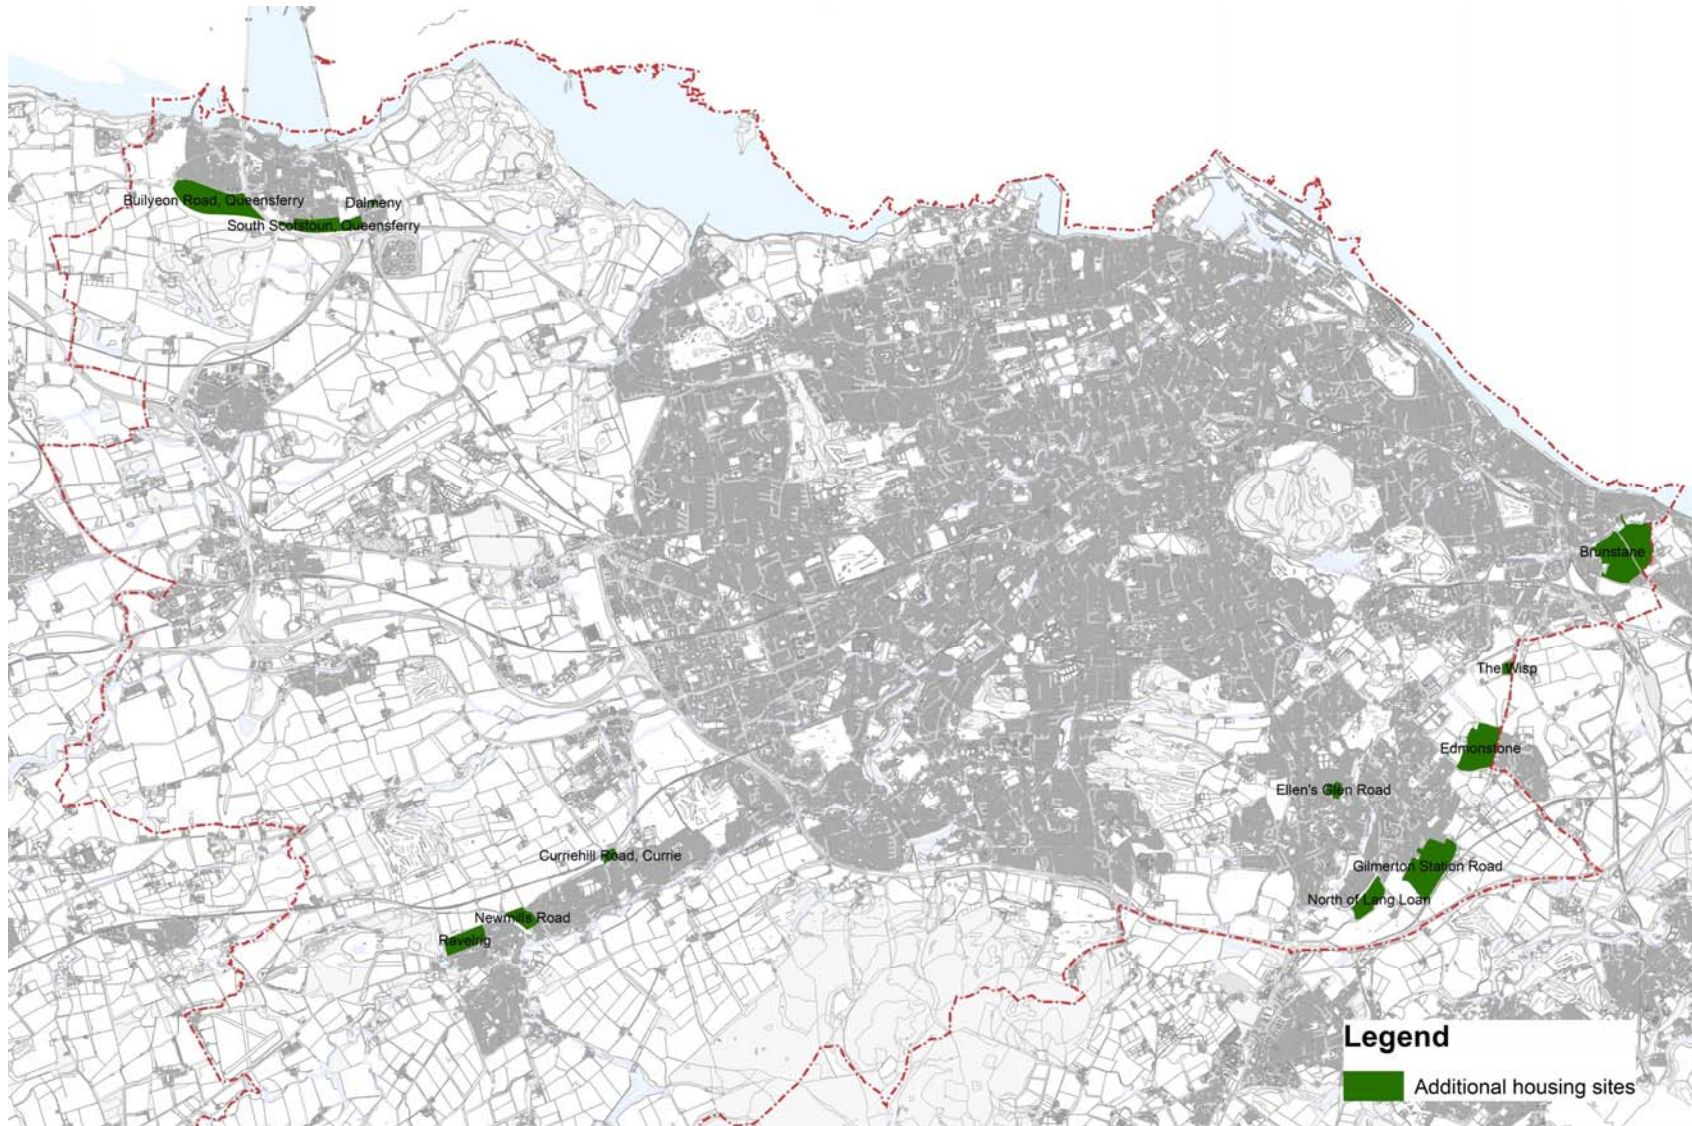 Builyeon Road, Queensferry
Dalmeny
South Scotstoun, Queensferry
Brunstane
The Wisp
Edmonstone
Ellen's Glen Road
Curriehill Road, Currie
Gilmerton Station Road
North of Lang Loan
Newmills Road
Ravelrig
Legend
Additional housing sites